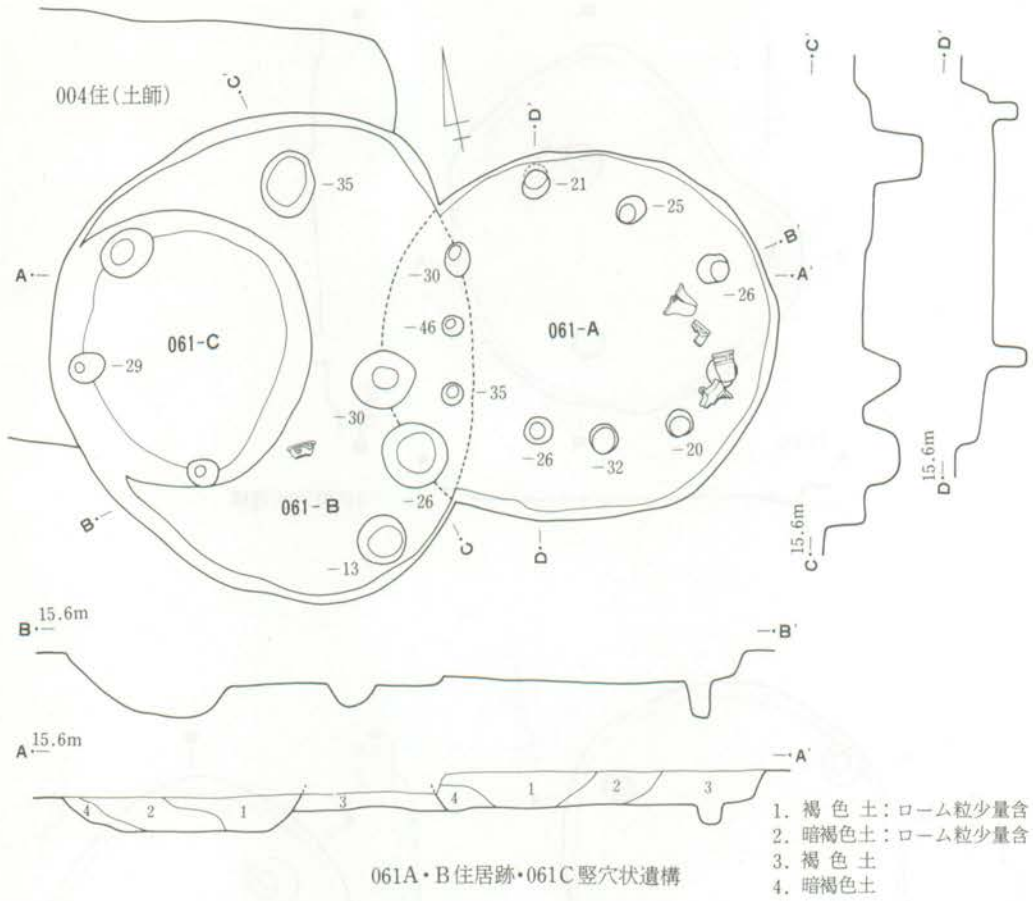 004住(土師)
C'
D'
-35
-21
-25
B'
A
A'
-30
-26
061-C
-46
061-A
-29
-30
-35
-26
-32
-20
061-B
-26
B
-13
C
D
C'
D'
15.6m
C
15.6m
D
B 15.6m
B'
A 15.6m
A'
4 2 1 3 4 1 2 3
1. 褐色土:ローム粒少量含
2. 暗褐色土:ローム粒少量含
3. 褐色土
4. 暗褐色土
061A・B住居跡・061C竪穴状遺構